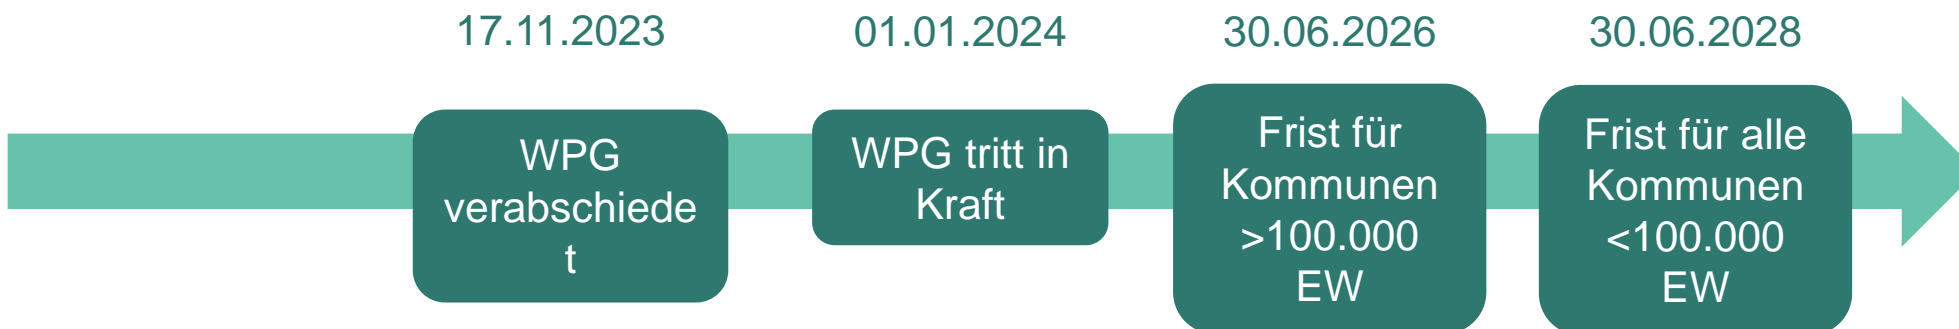 17.11.2023
01.01.2024
30.06.2026
30.06.2028
WPG
verabschiede
t
WPG tritt in
Kraft
Frist für
Kommunen
>100.000
EW
Frist für alle
Kommunen
<100.000
EW